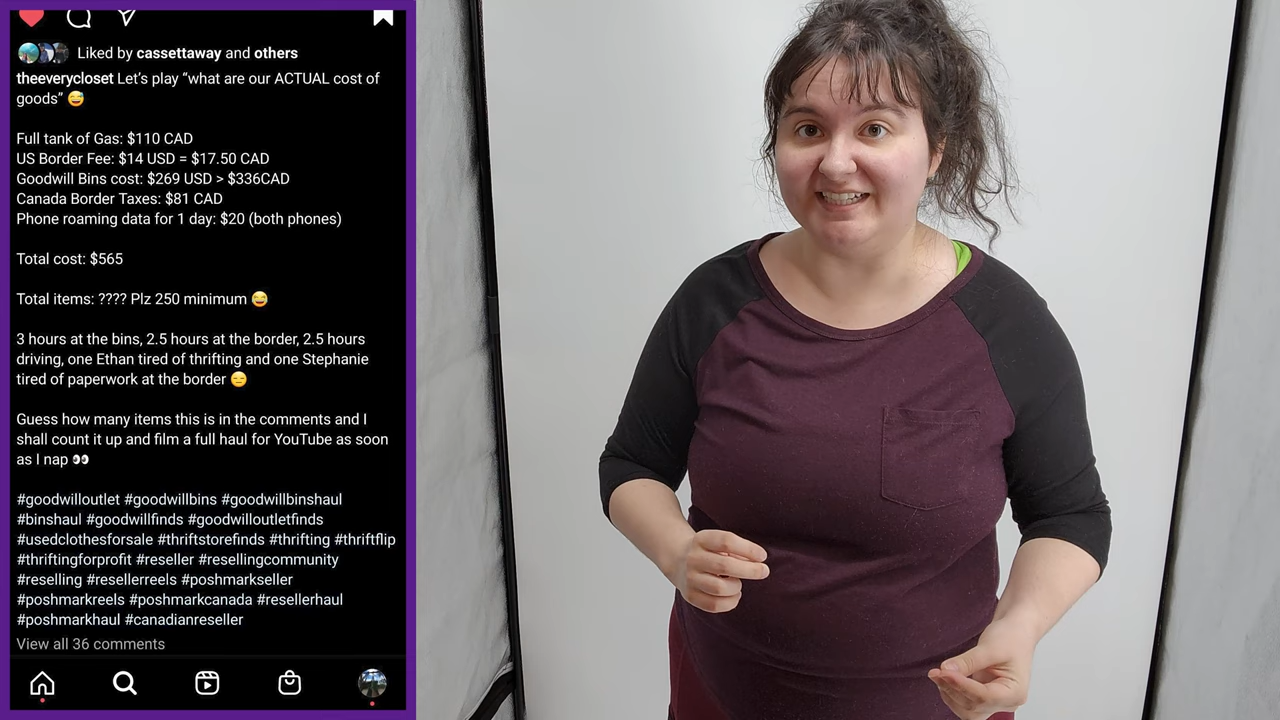 Liked by cassettaway and others
theeverycloset Let’s play “what are our ACTUAL cost of
goods” 😅
Full tank of Gas: $110 CAD
US Border Fee: $14 USD = $17.50 CAD
Goodwill Bins cost: $269 USD > $336CAD
Canada Border Taxes: $81 CAD
Phone roaming data for 1 day: $20 (both phones)
Total cost: $565
Total items: ???? Plz 250 minimum 😂
3 hours at the bins, 2.5 hours at the border, 2.5 hours
driving, one Ethan tired of thrifting and one Stephanie
tired of paperwork at the border 😑
Guess how many items this is in the comments and I
shall count it up and film a full haul for YouTube as soon
as I nap 👀
#goodwilloutlet #goodwillbins #goodwillbinshaul
#binshaul #goodwillfinds #goodwilloutletfinds
#usedclothesforsale #thriftstorefinds #thrifting #thriftflip
#thriftingforprofit #reseller #resellingcommunity
#reselling #resellerreels #poshmarkseller
#poshmarkreels #poshmarkcanada #resellerhaul
#poshmarkhaul #canadianreseller
View all 36 comments